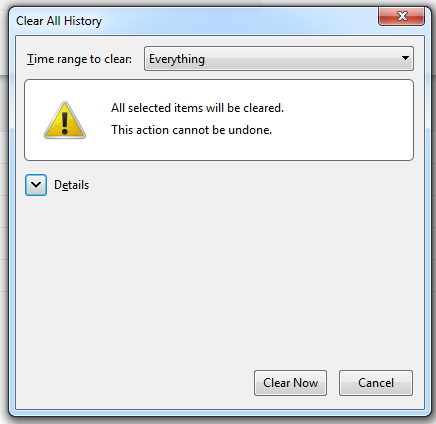 Clear All History
Time range to clear: Everything
All selected items will be cleared.
This action cannot be undone.
Details
Clear Now Cancel